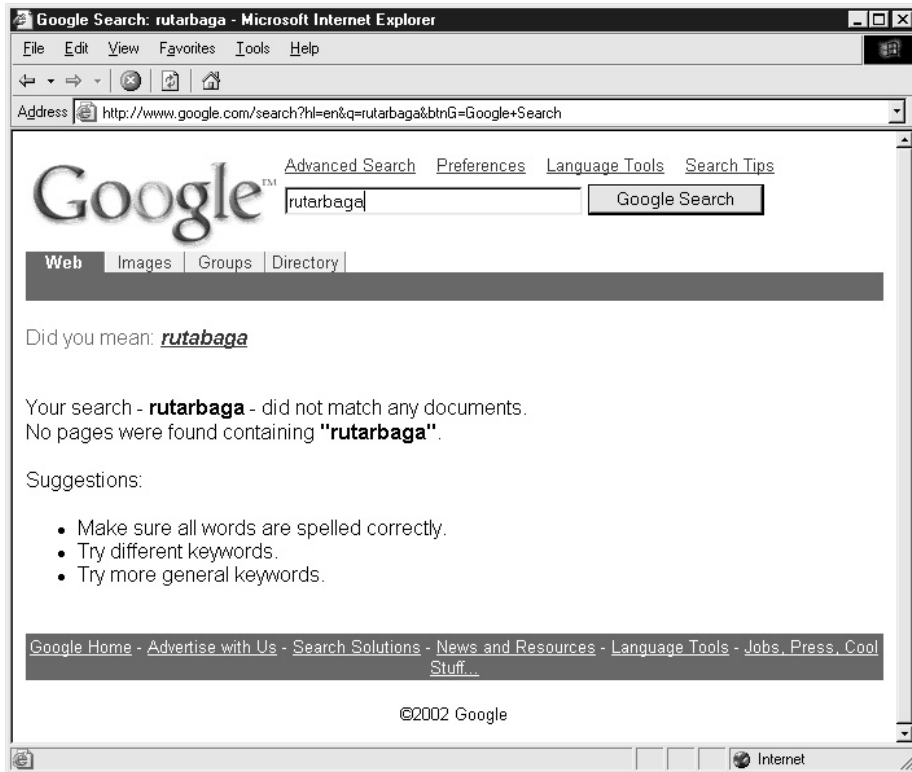 Google Search: rutarbaga - Microsoft Internet Explorer
File Edit View Favorites Tools Help
Address http://www.google.com/search?hl=en&q=rutarbaga&btnG=Google+Search
Advanced Search Preferences Language Tools Search Tips
Google™ rutarbaga Google Search
Web Images Groups Directory
Did you mean: rutabaga
Your search - rutarbaga - did not match any documents.
No pages were found containing "rutarbaga".
Suggestions:
• Make sure all words are spelled correctly.
• Try different keywords.
• Try more general keywords.
Google Home - Advertise with Us - Search Solutions - News and Resources - Language Tools - Jobs, Press, Cool
Stuff...
©2002 Google
Internet